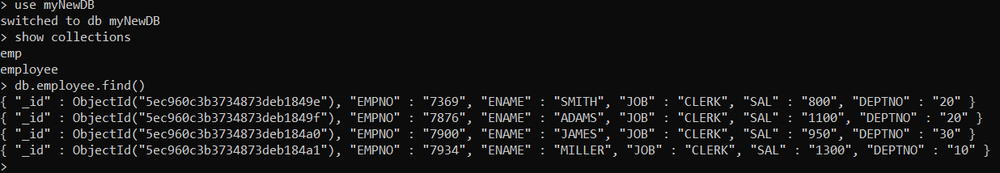 > use myNewDB
switched to db myNewDB
> show collections
emp
employee
> db.employee.find()
{ "_id" : ObjectId("5ec960c3b3734873deb1849e"), "EMPNO" : "7369", "ENAME" : "SMITH", "JOB" : "CLERK", "SAL" : "800", "DEPTNO" : "20" }
{ "_id" : ObjectId("5ec960c3b3734873deb1849f"), "EMPNO" : "7876", "ENAME" : "ADAMS", "JOB" : "CLERK", "SAL" : "1100", "DEPTNO" : "20" }
{ "_id" : ObjectId("5ec960c3b3734873deb184a0"), "EMPNO" : "7900", "ENAME" : "JAMES", "JOB" : "CLERK", "SAL" : "950", "DEPTNO" : "30" }
{ "_id" : ObjectId("5ec960c3b3734873deb184a1"), "EMPNO" : "7934", "ENAME" : "MILLER", "JOB" : "CLERK", "SAL" : "1300", "DEPTNO" : "10" }
>